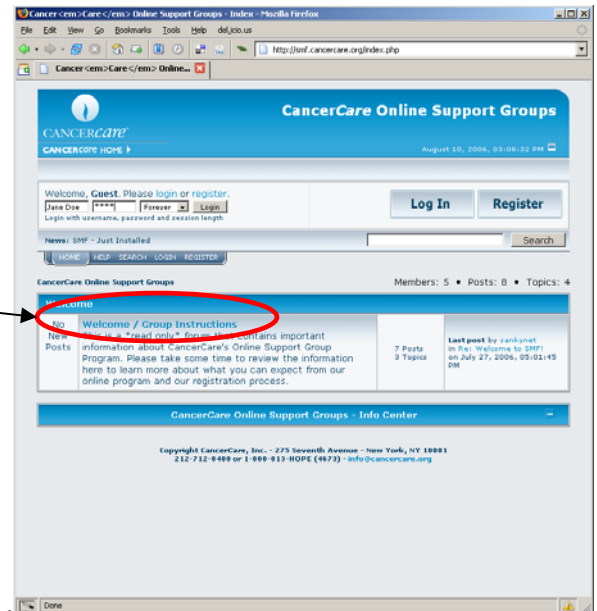 Cancer<em>Care</em> Online Support Groups - Index - Mozilla Firefox
File Edit View Go Bookmarks Tools Help del.icio.us
http://smf.cancercare.org/index.php
Cancer<em>Care</em> Online...
CancerCare Online Support Groups
CANCERcare
CANCERcare HOME
August 10, 2006, 03:08:32 PM
Welcome, Guest. Please login or register.
Jane Doe **** Forever Login
Login with username, password and session length
Log In Register
News: SMF - Just Installed
Search
HOME HELP SEARCH LOGIN REGISTER
CancerCare Online Support Groups
Members: 5 • Posts: 8 • Topics: 4
Welcome
No New Posts
Welcome / Group Instructions
This is a "read only" forum that contains important
information about CancerCare's Online Support Group
Program. Please take some time to review the information
here to learn more about what you can expect from our
online program and our registration process.
7 Posts
3 Topics
Last post by sankynet
in Re: Welcome to SMF!
on July 27, 2006, 05:01:45
PM
CancerCare Online Support Groups - Info Center
Copyright CancerCare, Inc. - 275 Seventh Avenue - New York, NY 10001
212-712-8400 or 1-800-813-HOPE (4673) - info@cancercare.org
Done